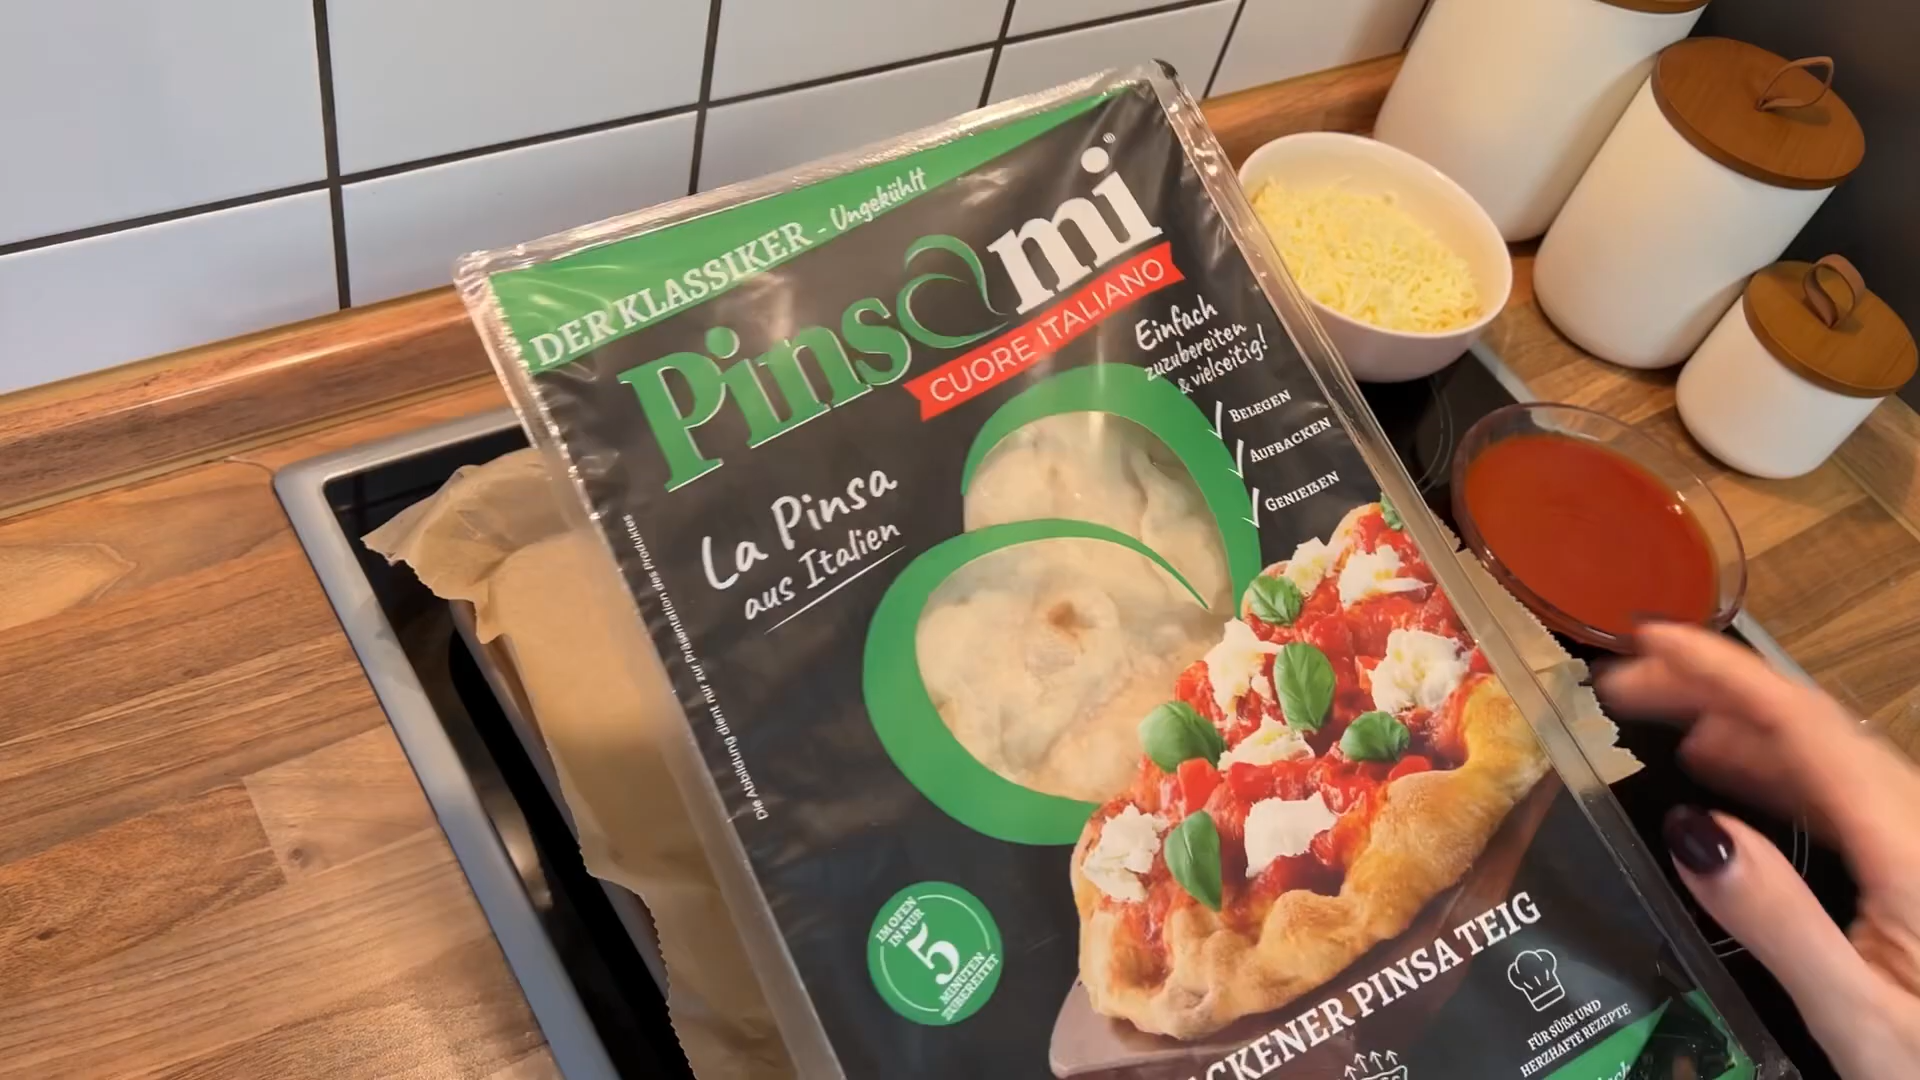 DER KLASSIKER - Ungekühlt
Pinsami®
CUORE ITALIANO
Einfach
zuzubereiten
& vielseitig!
BELEGEN
AUFBACKEN
GENIEßEN
La Pinsa
aus Italien
Die Abbildung dient nur zur Präsentation des Produktes
IM OFEN
IN NUR
5
MINUTEN
ZUBEREITET
CKENER PINSA TEIG
FÜR SÜßE UND
HERZHAFTE REZEPTE